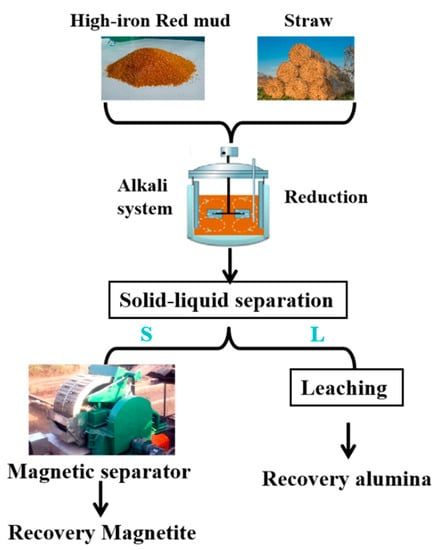 High-iron Red mud
Straw
Alkali
system
Reduction
Solid-liquid separation
S
L
Leaching
Magnetic separator
Recovery alumina
Recovery Magnetite